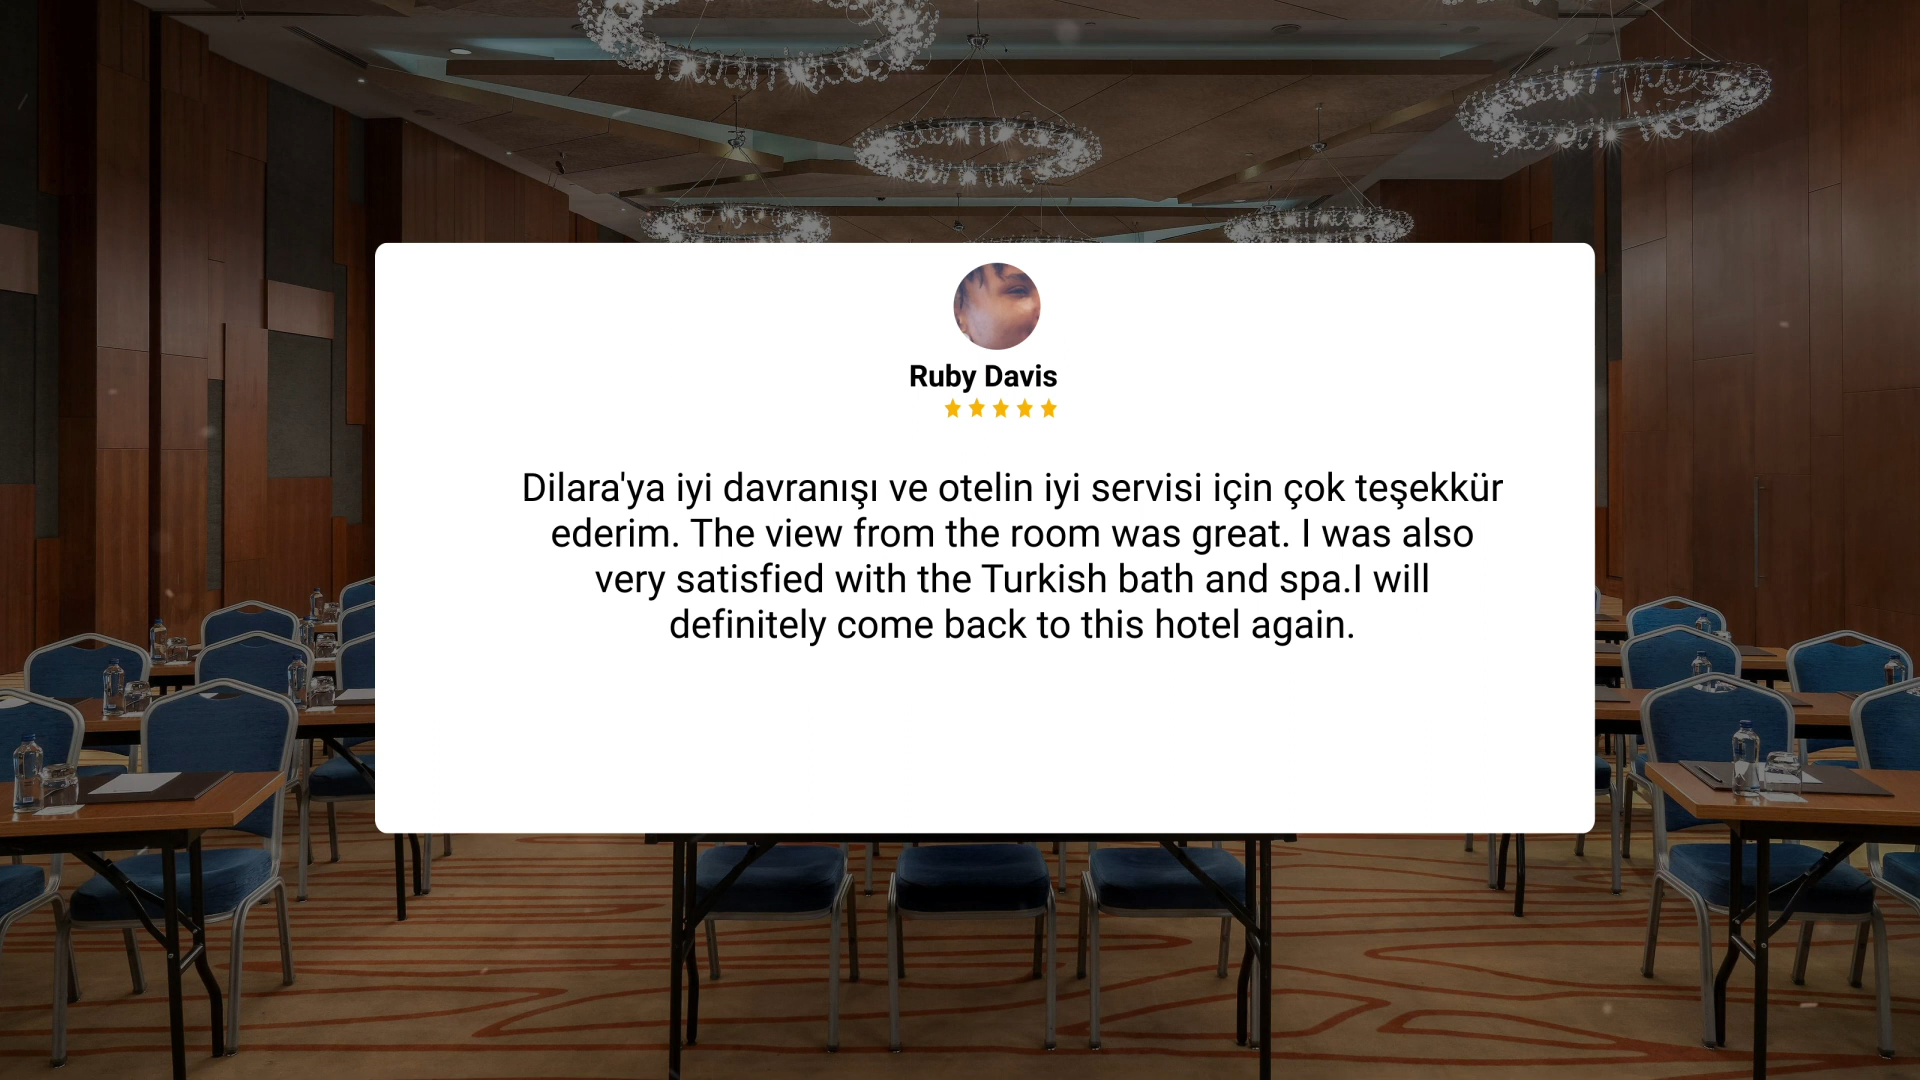 Ruby Davis
Dilara'ya iyi davranışı ve otelin iyi servisi için çok teşekkür
ederim. The view from the room was great. I was also
very satisfied with the Turkish bath and spa.I will
definitely come back to this hotel again.